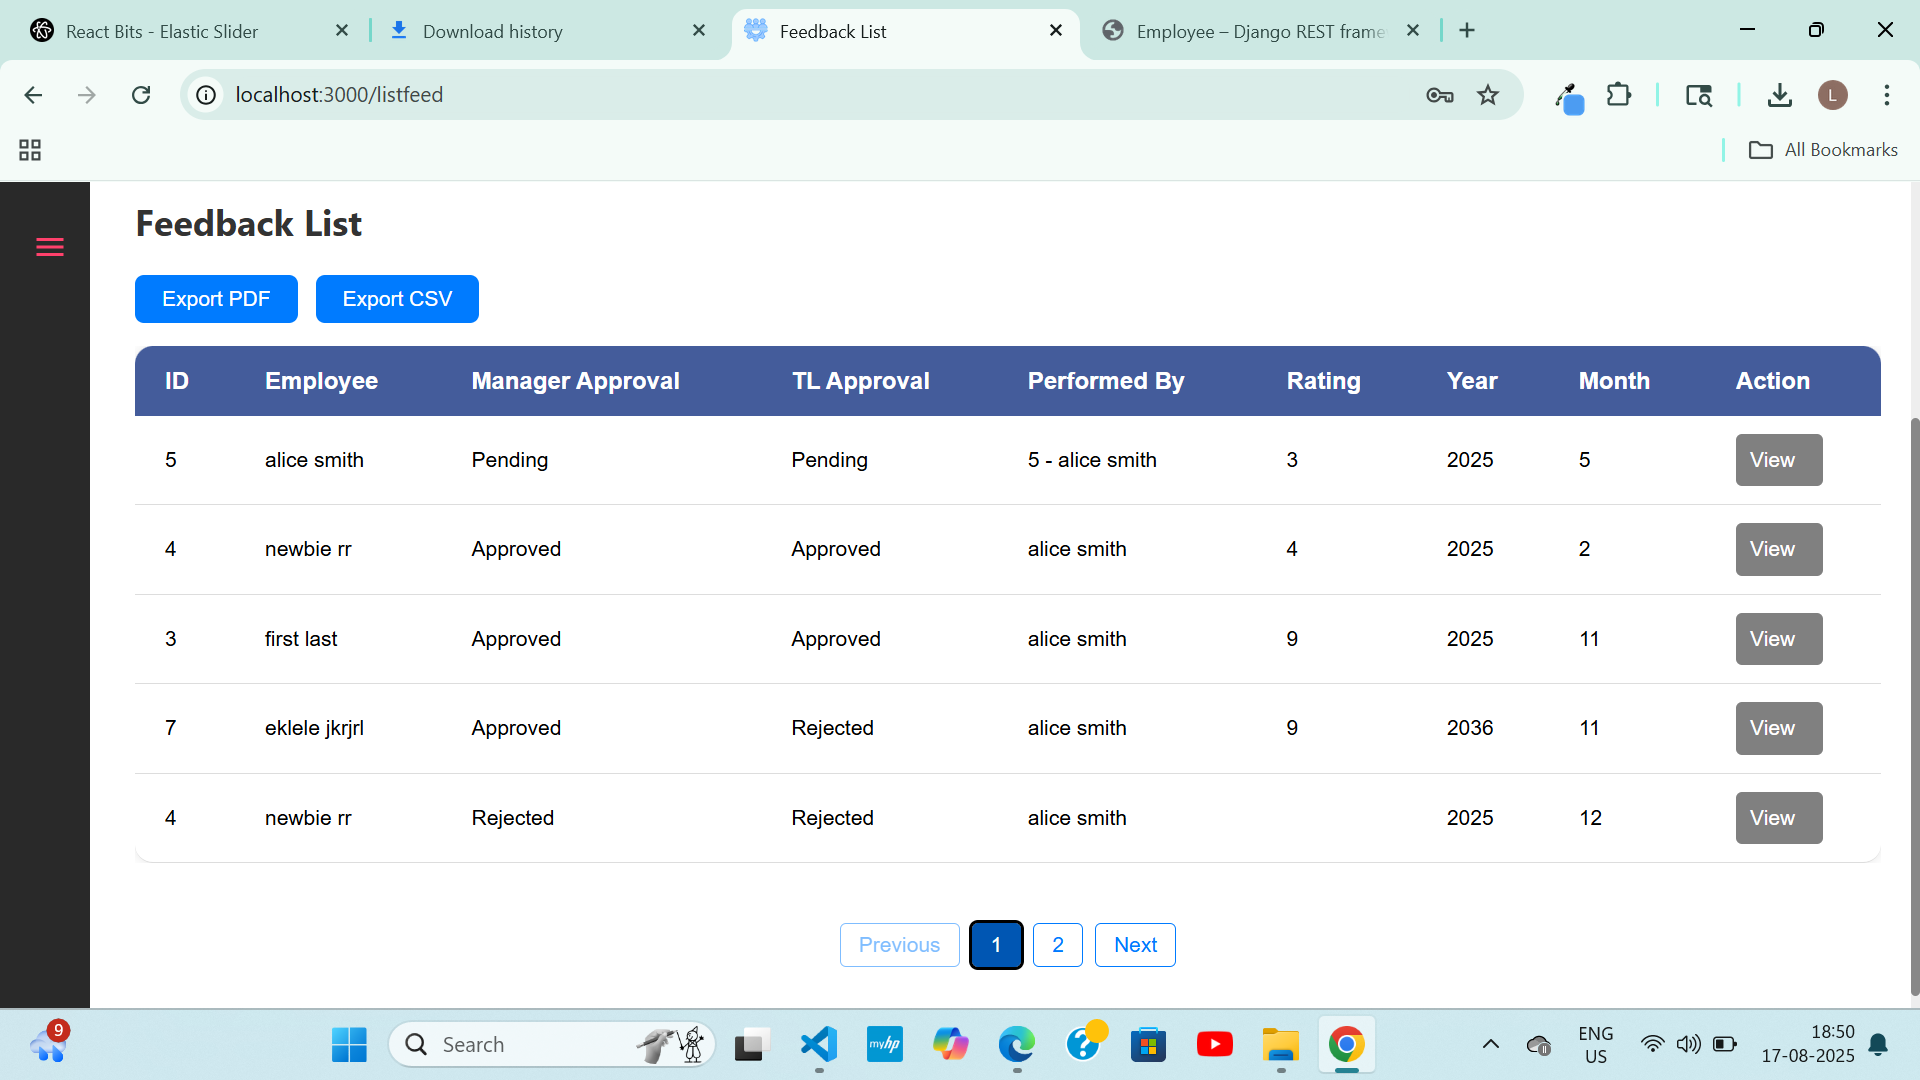 React Bits - Elastic Slider
Download history
Feedback List
Employee – Django REST frame
localhost:3000/listfeed
L
All Bookmarks
Feedback List
Export PDF Export CSV
ID Employee Manager Approval TL Approval Performed By Rating Year Month Action
5 alice smith Pending Pending 5 - alice smith 3 2025 5 View
4 newbie rr Approved Approved alice smith 4 2025 2 View
3 first last Approved Approved alice smith 9 2025 11 View
7 eklele jkrjrl Approved Rejected alice smith 9 2036 11 View
4 newbie rr Rejected Rejected alice smith 2025 12 View
Previous 1 2 Next
9
Search
myhp
ENG
US
18:50
17-08-2025